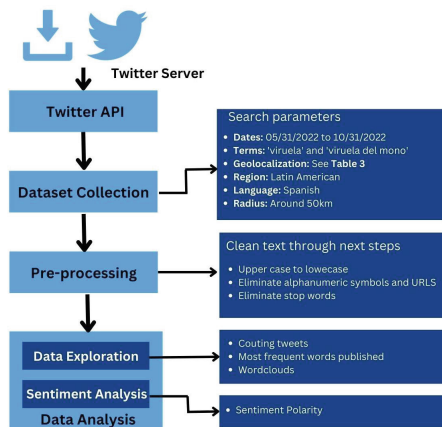 Twitter Server
Twitter API
Dataset Collection
Search parameters
Dates: 05/31/2022 to 10/31/2022
Terms: 'viruela' and 'viruela del mono'
Geolocalization: See Table 3
Region: Latin American
Language: Spanish
Radius: Around 50km
Pre-processing
Clean text through next steps
Upper case to lowecase
Eliminate alphanumeric symbols and URLS
Eliminate stop words
Data Exploration
Couting tweets
Most frequent words published
Wordclouds
Sentiment Analysis
Sentiment Polarity
Data Analysis